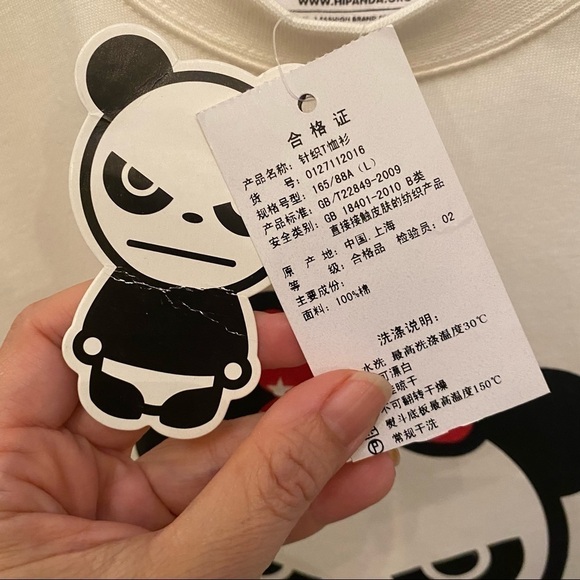 WWW.HIPANDA.
FASHION BRAND
合格证
产品名称: 针织T恤衫
货 号: 0127112016
规格号型: 165/88A (L)
产品标准: GB/T22849-2009
安全类别: GB 18401-2010 B类
直接接触皮肤的纺织产品
原 产 地: 中国.上海
等 级: 合格品 检验员: 02
主要成份:
面料: 100%棉
洗涤说明:
水洗 最高洗涤温度30℃
可漂白
晾干
不可翻转干燥
熨斗底板最高温度150℃
Ⓟ 常规干洗